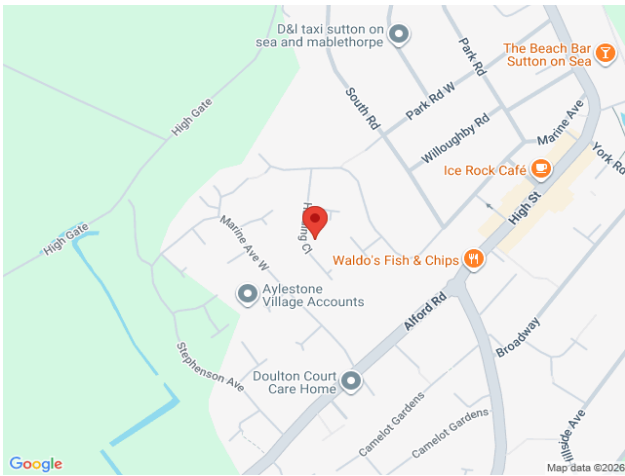 D&l taxi sutton on
sea and mablethorpe
The Beach Bar
Sutton on Sea
Park Rd
Park Rd W
South Rd
High Gate
Willoughby Rd
Marine Ave
York Rd
Ice Rock Café
High St
Marine Ave W
High Gate
Waldo's Fish & Chips
Aylestone
Village Accounts
Alford Rd
Broadway
Stephenson Ave
Doulton Court
Care Home
Camelot Gardens
Camelot Gardens
Google
Map data ©2026